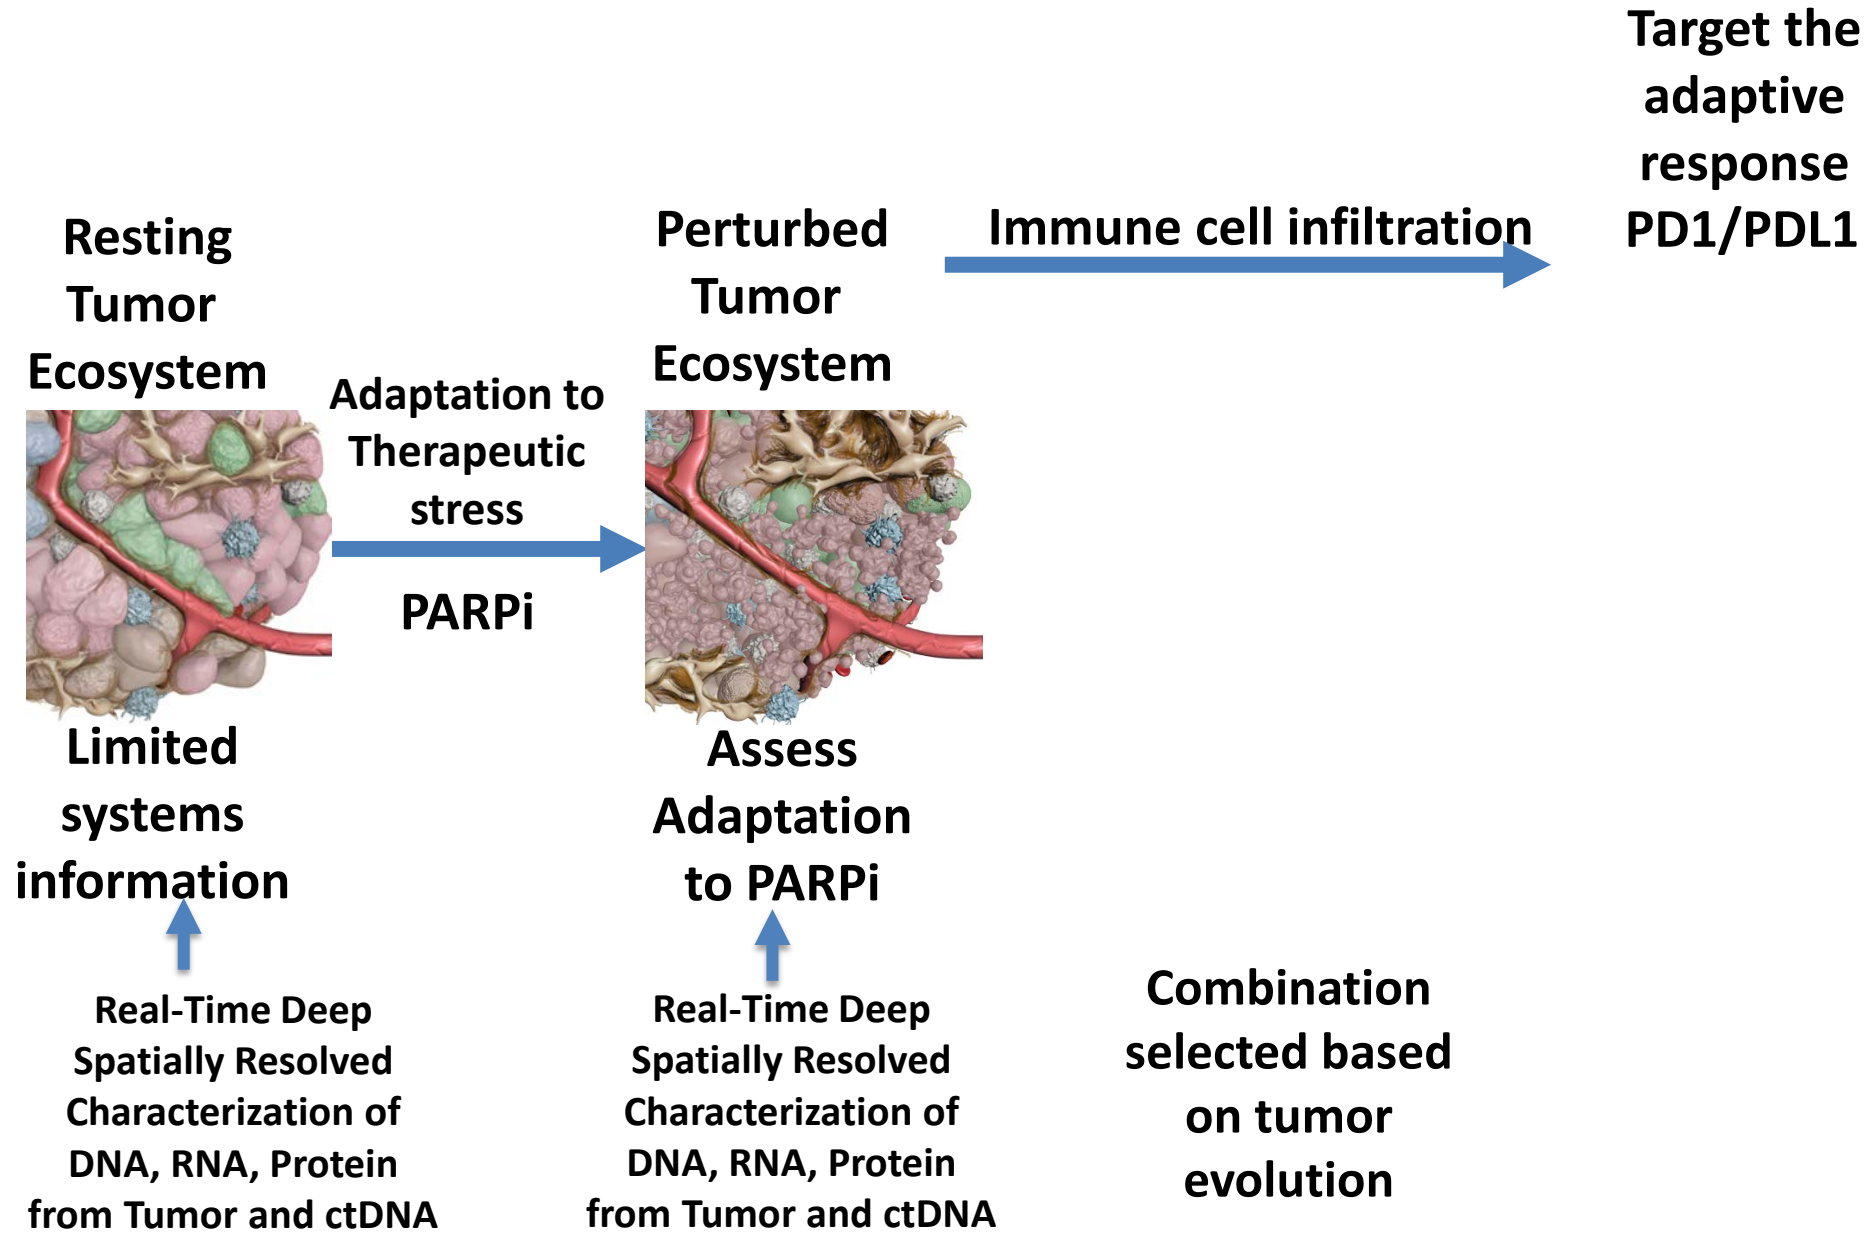 Resting
Tumor
Ecosystem
Adaptation to
Therapeutic
stress
PARPi
Perturbed
Tumor
Ecosystem
Immune cell infiltration
Target the
adaptive
response
PD1/PDL1
Limited
systems
information
Assess
Adaptation
to PARPi
Real-Time Deep
Spatially Resolved
Characterization of
DNA, RNA, Protein
from Tumor and ctDNA
Real-Time Deep
Spatially Resolved
Characterization of
DNA, RNA, Protein
from Tumor and ctDNA
Combination
selected based
on tumor
evolution